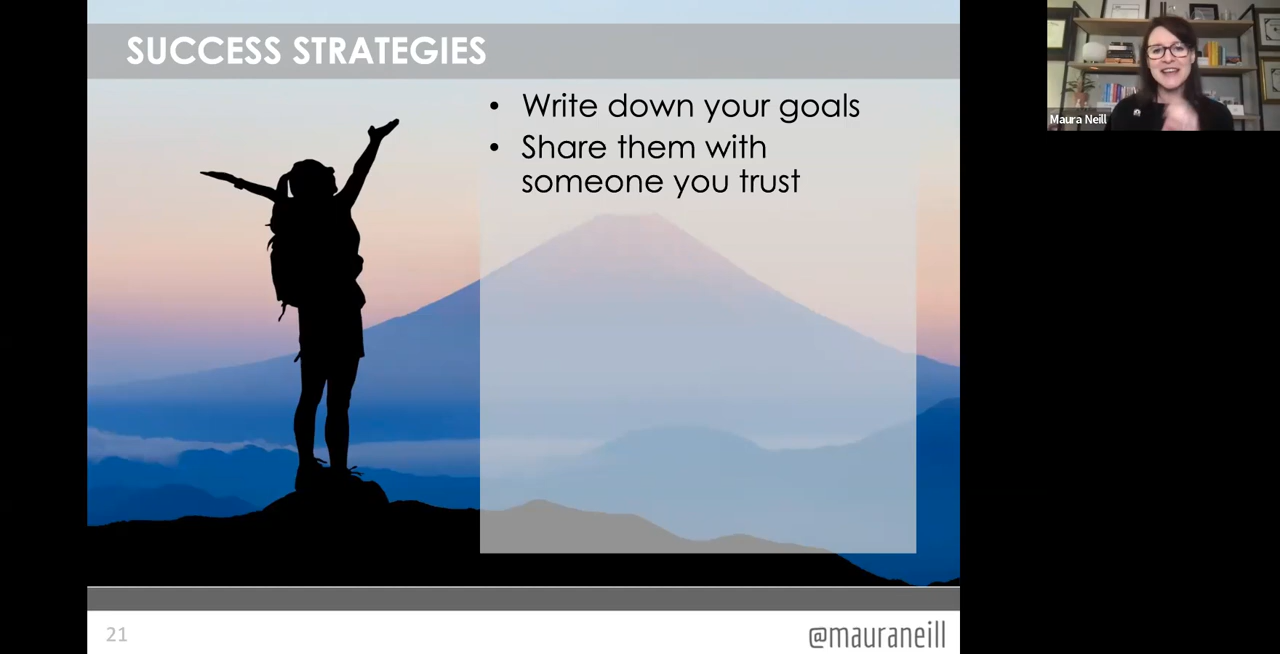 SUCCESS STRATEGIES
• Write down your goals
• Share them with
someone you trust
Maura Neill
21
@mauraneill